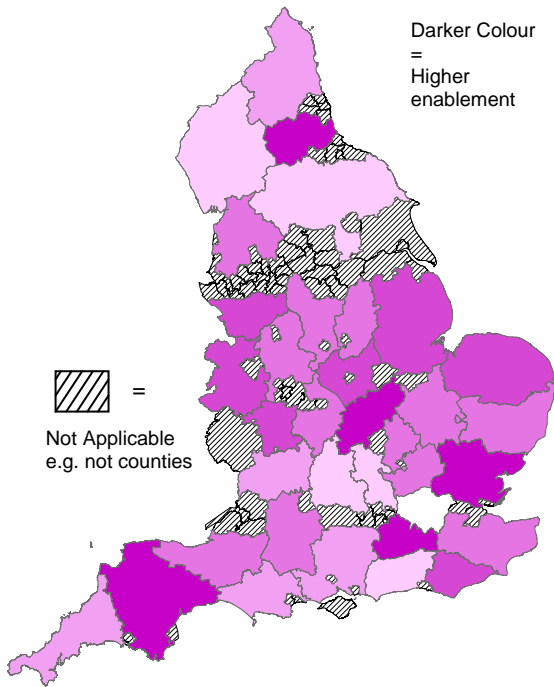 Darker Colour
=
Higher
enablement
=
Not Applicable
e.g. not counties